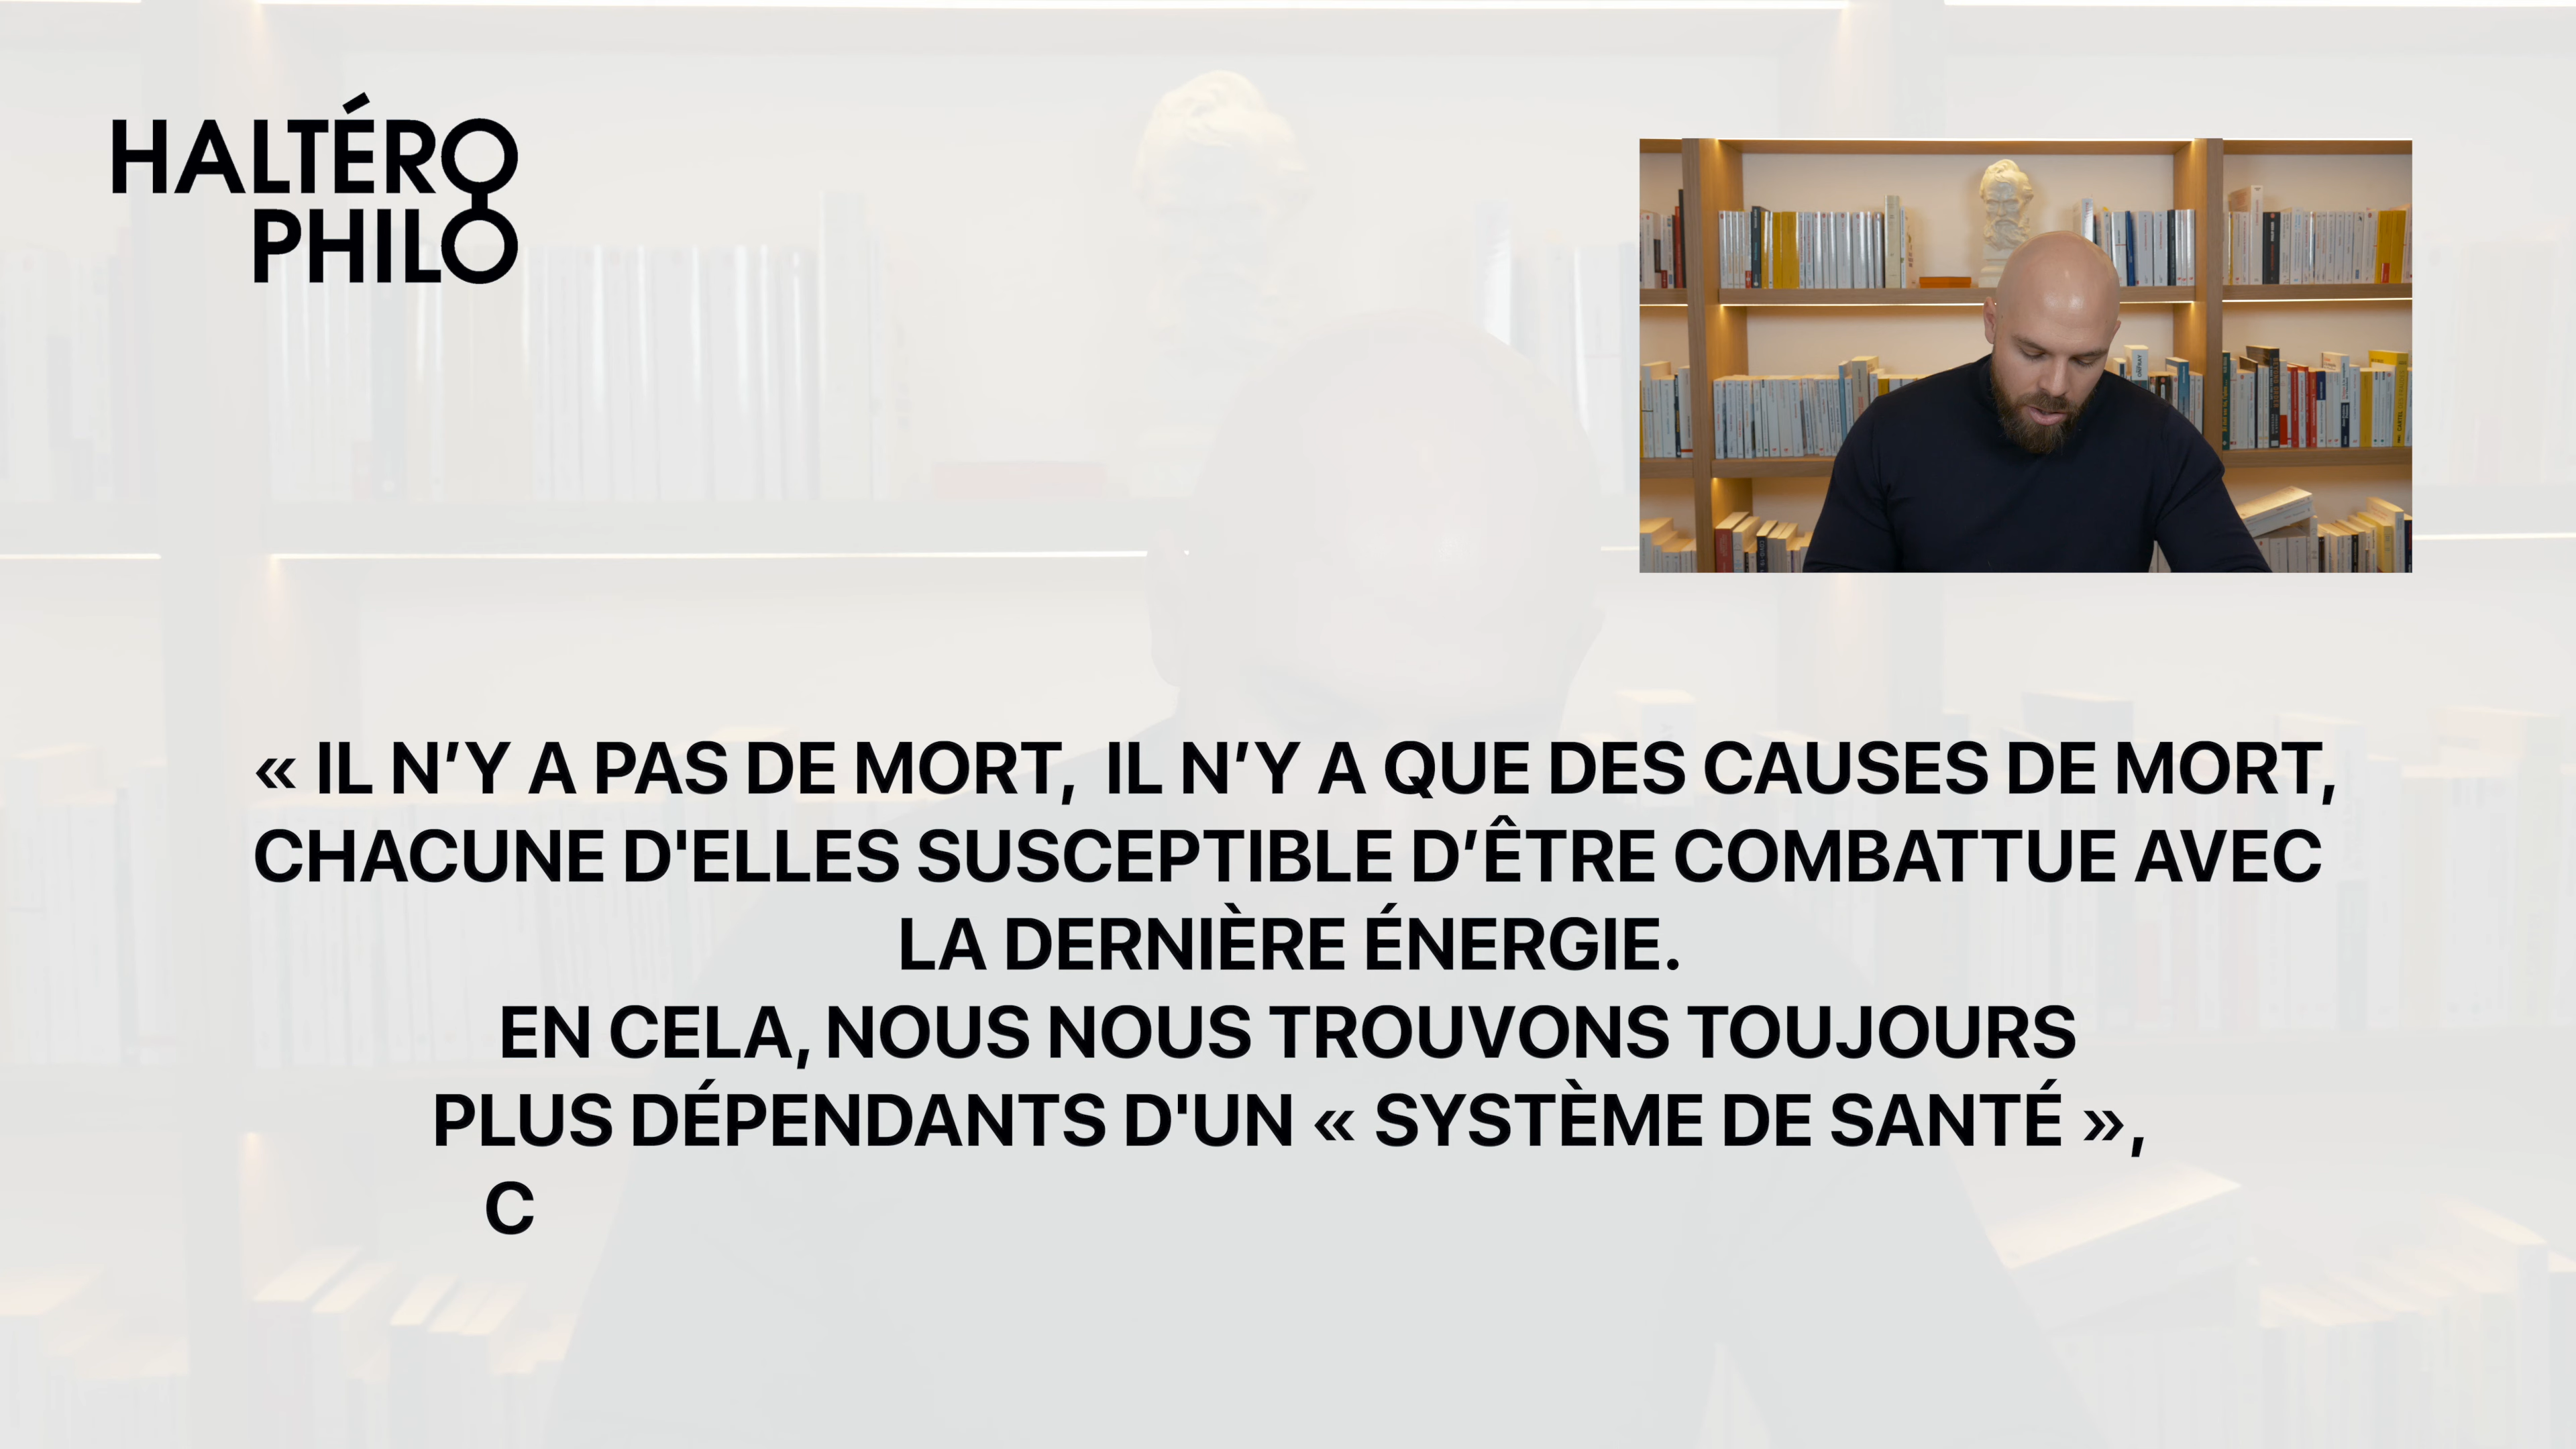 HALTÉRO
PHILO
« IL N’Y A PAS DE MORT,  IL N’Y A QUE DES CAUSES DE MORT,
CHACUNE D'ELLES SUSCEPTIBLE D’ÊTRE COMBATTUE AVEC
LA DERNIÈRE ÉNERGIE.
EN CELA, NOUS NOUS TROUVONS TOUJOURS
PLUS DÉPENDANTS D'UN « SYSTÈME DE SANTÉ »,
C